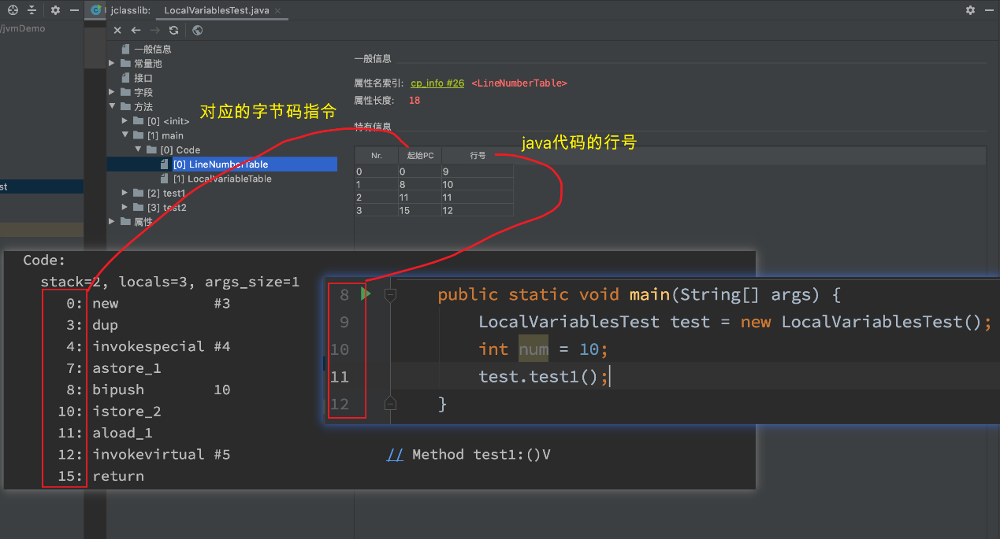 jclasslib:
LocalVariablesTest.java
/jvmDemo
一般信息
常量池
接口
字段
方法
[0] <init>
[1] main
[0] Code
[0] LineNumberTable
[1] LocalVariableTable
[2] test1
[3] test2
属性
st
对应的字节码指令
一般信息
属性名索引: cp_info #26 <LineNumberTable>
属性长度: 18
特有信息
java代码的行号
Nr. 起始PC 行号
0 0 9
1 8 10
2 11 11
3 15 12
Code:
stack=2, locals=3, args_size=1
0: new #3
3: dup
4: invokespecial #4
7: astore_1
8: bipush 10
10: istore_2
11: aload_1
12: invokevirtual #5 // Method test1:()V
15: return
8 public static void main(String[] args) {
9 LocalVariablesTest test = new LocalVariablesTest();
10 int num = 10;
11 test.test1();
12 }